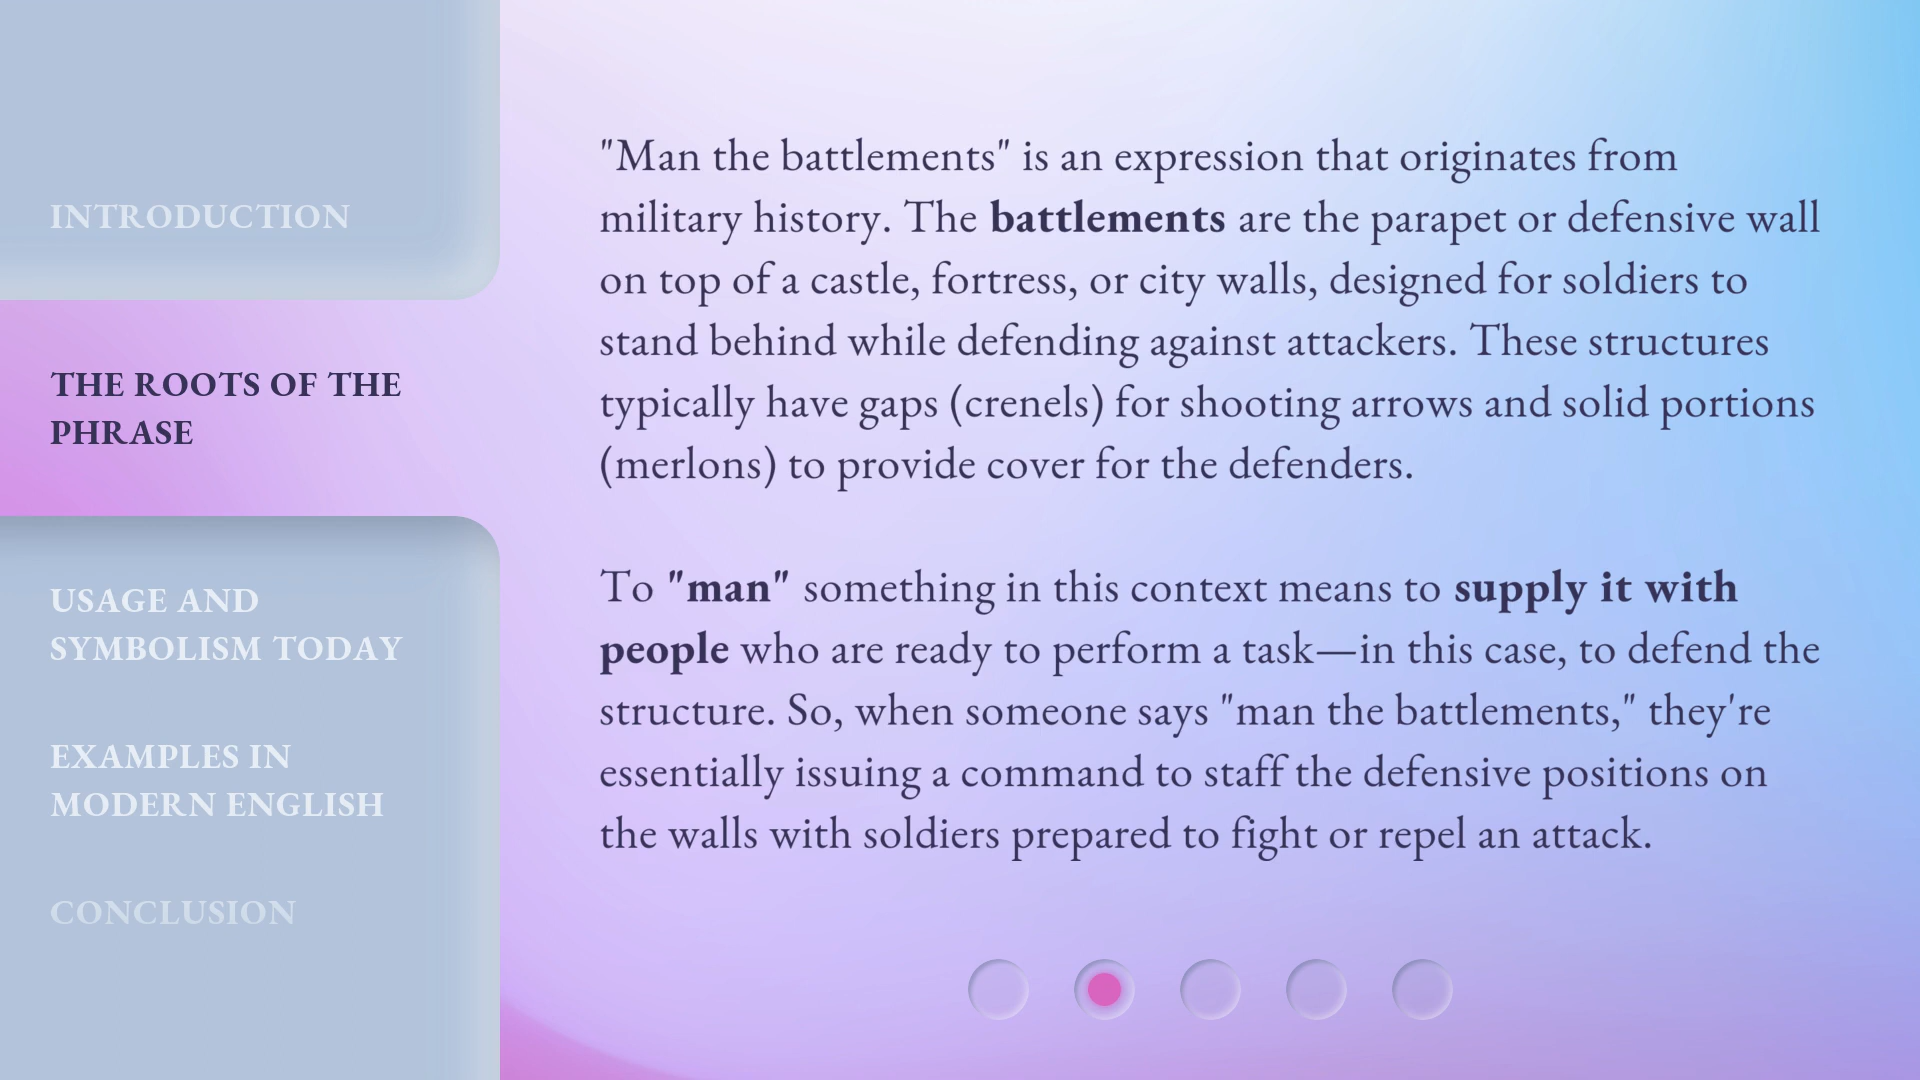 INTRODUCTION
THE ROOTS OF THE
PHRASE
USAGE AND
SYMBOLISM TODAY
EXAMPLES IN
MODERN ENGLISH
CONCLUSION
"Man the battlements" is an expression that originates from
military history. The battlements are the parapet or defensive wall
on top of a castle, fortress, or city walls, designed for soldiers to
stand behind while defending against attackers. These structures
typically have gaps (crenels) for shooting arrows and solid portions
(merlons) to provide cover for the defenders.
To "man" something in this context means to supply it with
people who are ready to perform a task—in this case, to defend the
structure. So, when someone says "man the battlements," they're
essentially issuing a command to staff the defensive positions on
the walls with soldiers prepared to fight or repel an attack.